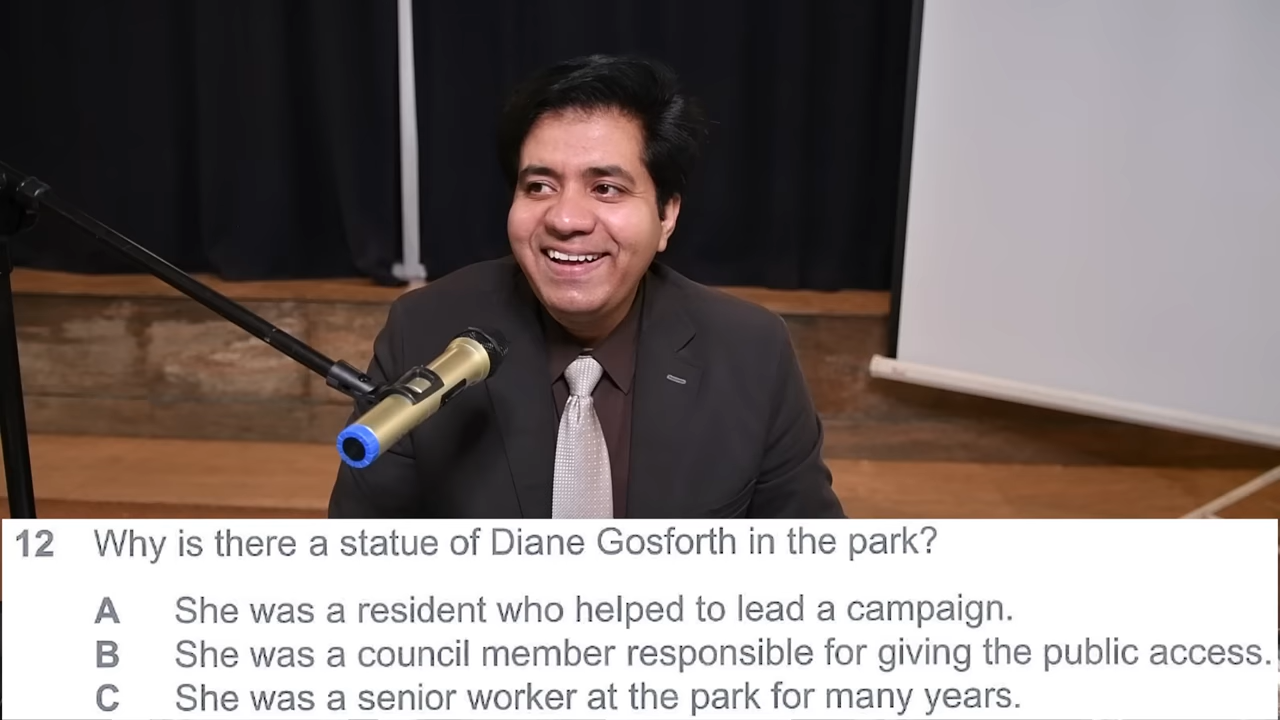 12 Why is there a statue of Diane Gosforth in the park?
A She was a resident who helped to lead a campaign.
B She was a council member responsible for giving the public access.
C She was a senior worker at the park for many years.